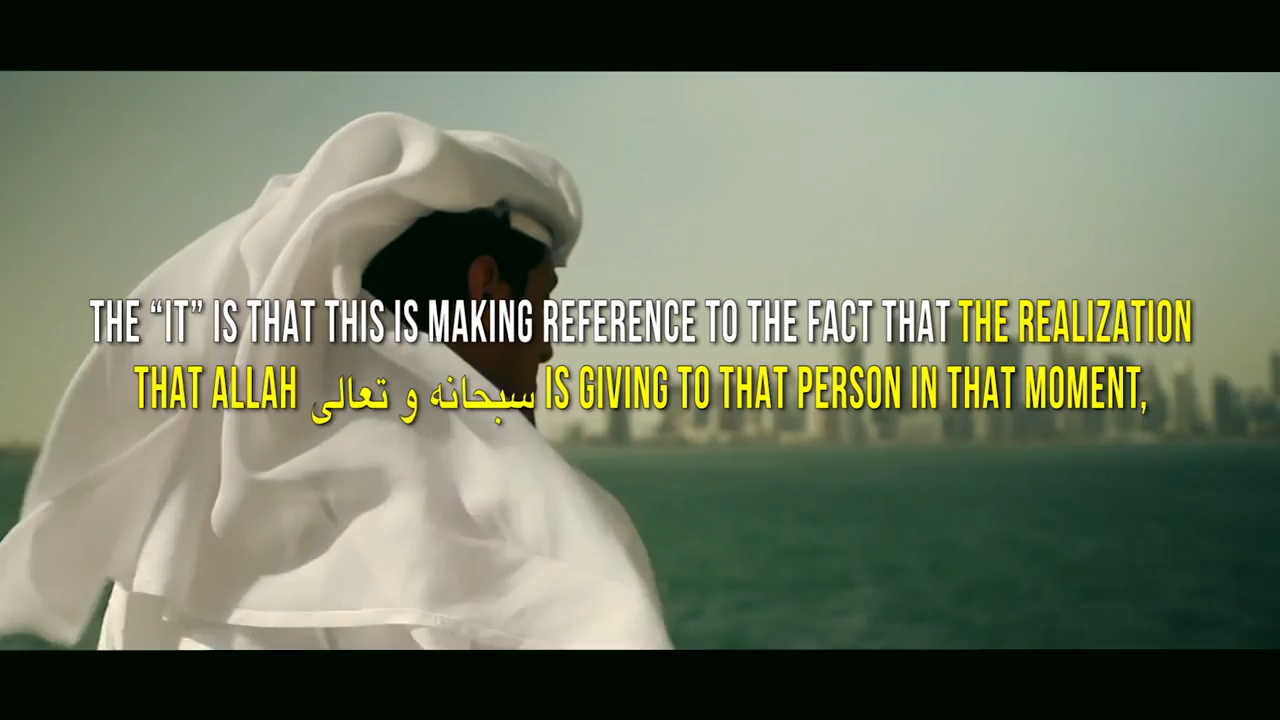 THE “IT” IS THAT THIS IS MAKING REFERENCE TO THE FACT THAT THE REALIZATION
THAT ALLAH سبحانه و تعالى IS GIVING TO THAT PERSON IN THAT MOMENT,